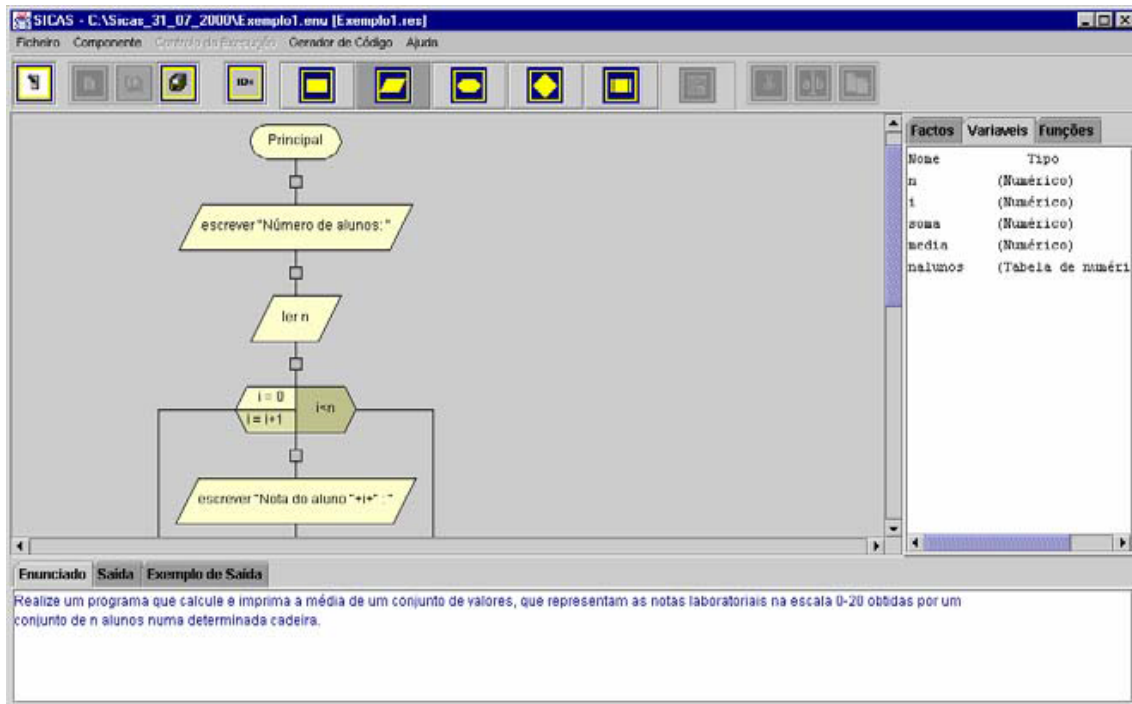 SICAS - C:\Sicas_31_07_2000\Exemplo1.enu [Exemplo1.res]
Ficheiro Componente Controlo da Execução Gerador de Código Ajuda
Principal
escrever "Número de alunos: "
ler n
i = 0
i = i+1
i<n
escrever "Nota do aluno "+i+" : "
Factos Variaveis Funções
Nome Tipo
n (Numérico)
i (Numérico)
soma (Numérico)
media (Numérico)
nalunos (Tabela de numéri
Enunciado Saída Exemplo de Saída
Realize um programa que calcule e imprima a média de um conjunto de valores, que representam as notas laboratoriais na escala 0-20 obtidas por um
conjunto de n alunos numa determinada cadeira.